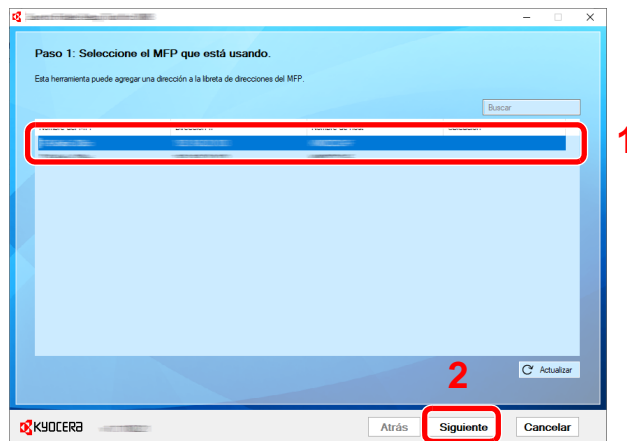 Paso 1: Seleccione el MFP que está usando.
Esta herramienta puede agregar una dirección a la libreta de direcciones del MFP.
Buscar
1
2
Actualizar
KYOCERA
Atrás Siguiente Cancelar